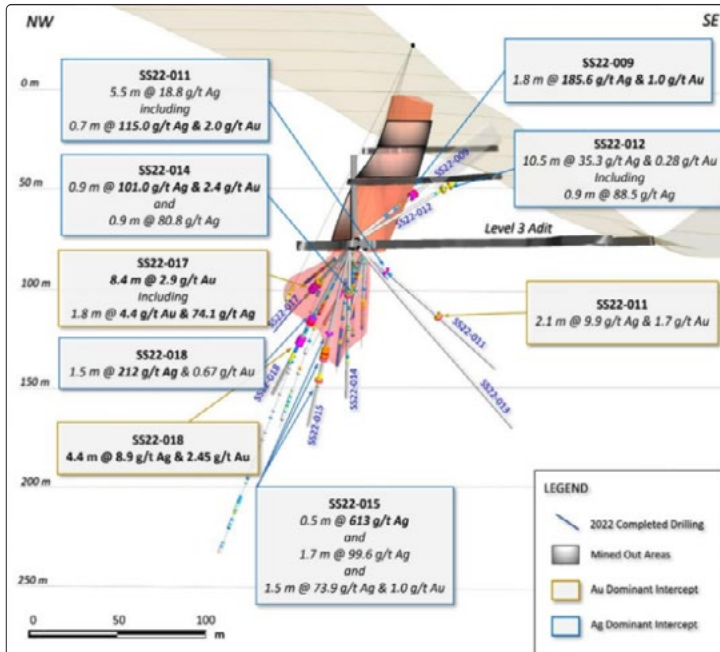 NW
SE
0 m
50 m
100 m
150 m
200 m
250 m
SS22-011
5.5 m @ 18.8 g/t Ag
including
0.7 m @ 115.0 g/t Ag & 2.0 g/t Au
SS22-009
1.8 m @ 185.6 g/t Ag & 1.0 g/t Au
SS22-014
0.9 m @ 101.0 g/t Ag & 2.4 g/t Au
and
0.9 m @ 80.8 g/t Ag
SS22-012
10.5 m @ 35.3 g/t Ag & 0.28 g/t Au
Including
0.9 m @ 88.5 g/t Ag
SS22-009
SS22-012
Level 3 Adit
SS22-017
8.4 m @ 2.9 g/t Au
Including
1.8 m @ 4.4 g/t Au & 74.1 g/t Ag
SS22-011
2.1 m @ 9.9 g/t Ag & 1.7 g/t Au
SS22-018
1.5 m @ 212 g/t Ag & 0.67 g/t Au
SS22-018
4.4 m @ 8.9 g/t Ag & 2.45 g/t Au
SS22-017
SS22-018
SS22-015
SS22-014
SS22-011
SS22-013
SS22-015
0.5 m @ 613 g/t Ag
and
1.7 m @ 99.6 g/t Ag
and
1.5 m @ 73.9 g/t Ag & 1.0 g/t Au
LEGEND
2022 Completed Drilling
Mined Out Areas
Au Dominant Intercept
Ag Dominant Intercept
0 50 100
m